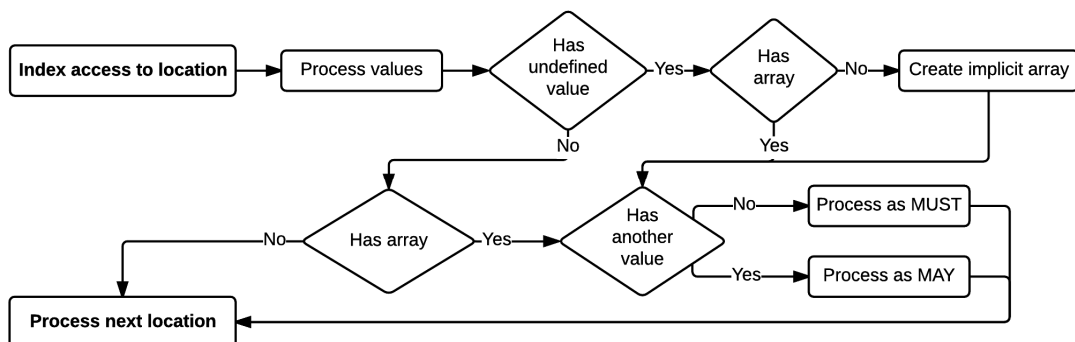 Index access to location
Process values
Has
undefined
value
Yes
Has
array
No
Create implicit array
No
Yes
No
Has array
Yes
Has
another
value
No
Process as MUST
Yes
Process as MAY
Process next location